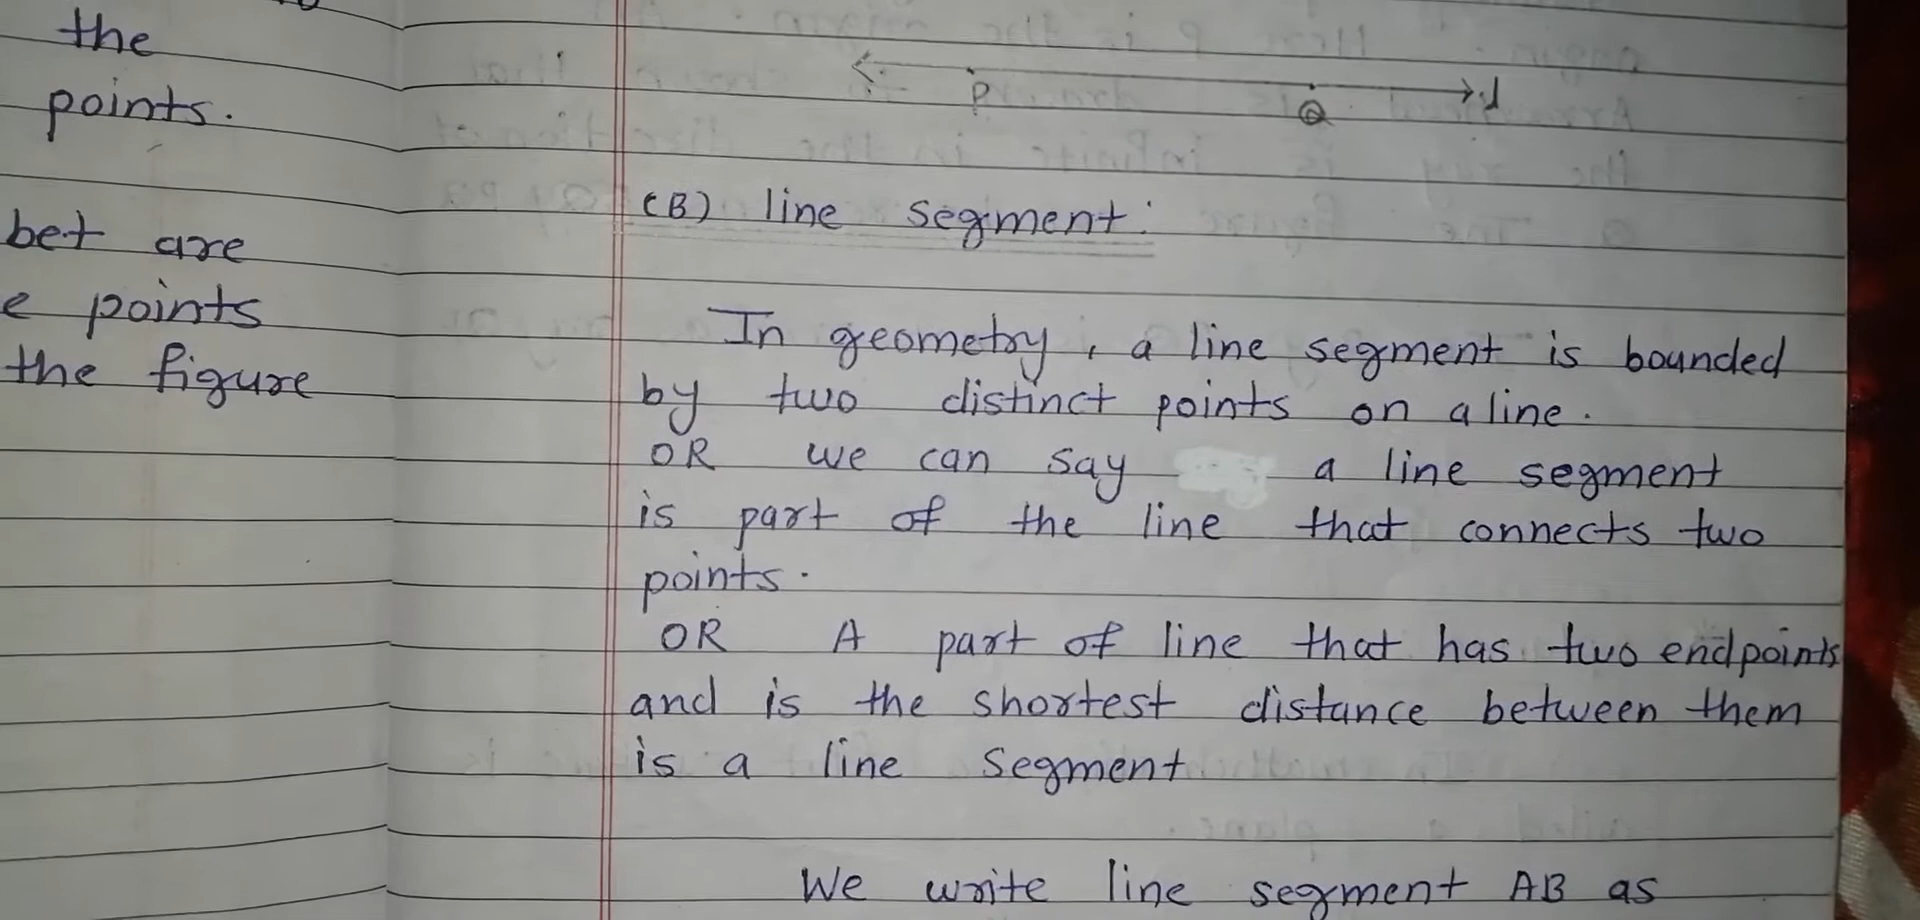 the
points.
bet are
e points
the figure
P Q l
(B) line segment:
In geometry, a line segment is bounded
by two distinct points on a line.
OR we can say a line segment
is part of the line that connects two
points.
OR A part of line that has two endpoints
and is the shortest distance between them
is a line segment
We write line segment AB as